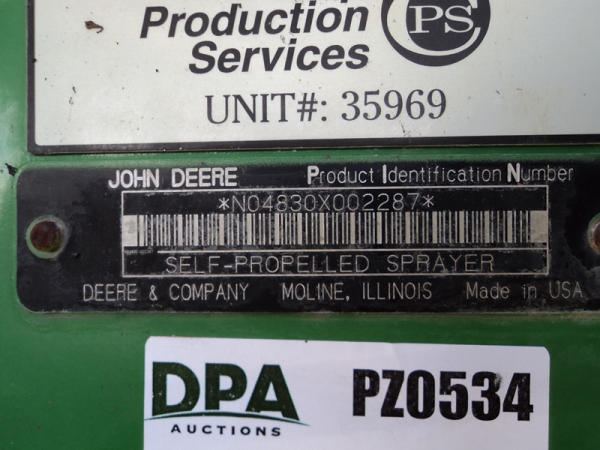 Production
Services
CPS
UNIT#: 35969
JOHN DEERE Product Identification Number
*N04830X002287*
SELF-PROPELLED SPRAYER
DEERE & COMPANY MOLINE, ILLINOIS Made in USA
DPA
AUCTIONS
PZ0534